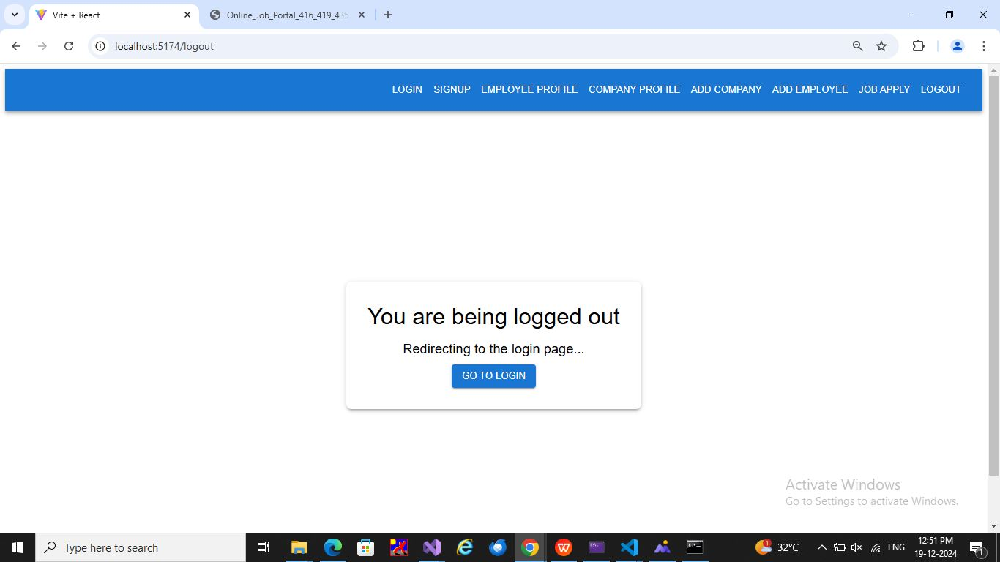 Vite + React
Online_Job_Portal_416_419_435
localhost:5174/logout
LOGIN SIGNUP EMPLOYEE PROFILE COMPANY PROFILE ADD COMPANY ADD EMPLOYEE JOB APPLY LOGOUT
You are being logged out
Redirecting to the login page...
GO TO LOGIN
Activate Windows
Go to Settings to activate Windows.
Type here to search
1
32°C
ENG
12:51 PM
19-12-2024
1